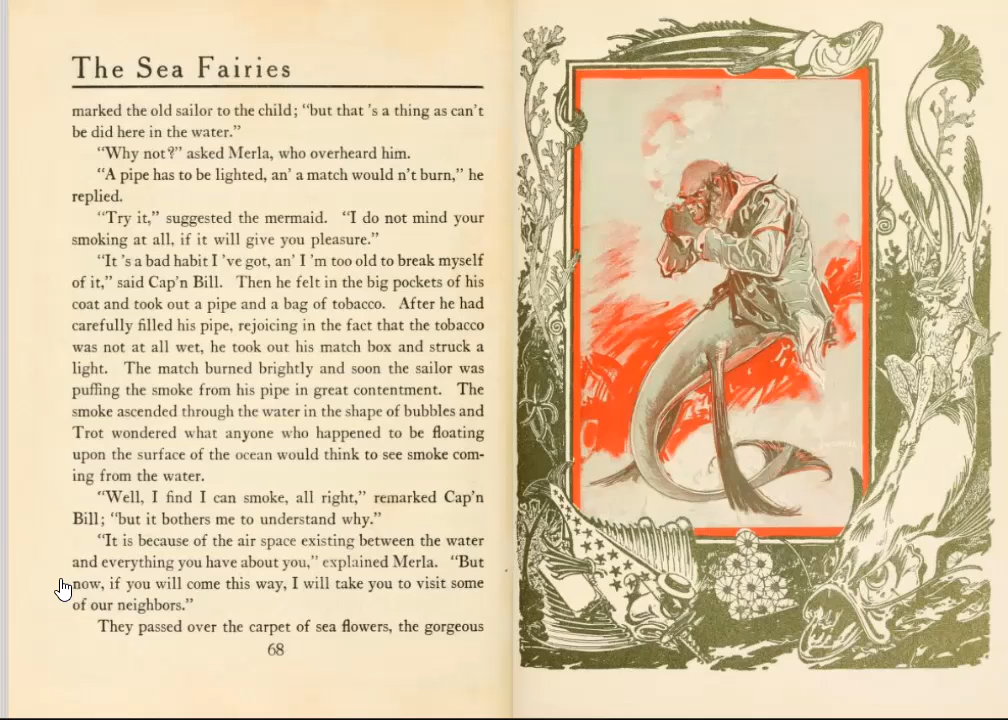 The Sea Fairies
marked the old sailor to the child; “but that 's a thing as can't
be did here in the water.”
“Why not?” asked Merla, who overheard him.
“A pipe has to be lighted, an' a match would n't burn,” he
replied.
“Try it,” suggested the mermaid. “I do not mind your
smoking at all, if it will give you pleasure.”
“It 's a bad habit I 've got, an' I 'm too old to break myself
of it,” said Cap'n Bill. Then he felt in the big pockets of his
coat and took out a pipe and a bag of tobacco. After he had
carefully filled his pipe, rejoicing in the fact that the tobacco
was not at all wet, he took out his match box and struck a
light. The match burned brightly and soon the sailor was
puffing the smoke from his pipe in great contentment. The
smoke ascended through the water in the shape of bubbles and
Trot wondered what anyone who happened to be floating
upon the surface of the ocean would think to see smoke com-
ing from the water.
“Well, I find I can smoke, all right,” remarked Cap'n
Bill; “but it bothers me to understand why.”
“It is because of the air space existing between the water
and everything you have about you,” explained Merla. “But
now, if you will come this way, I will take you to visit some
of our neighbors.”
They passed over the carpet of sea flowers, the gorgeous
68